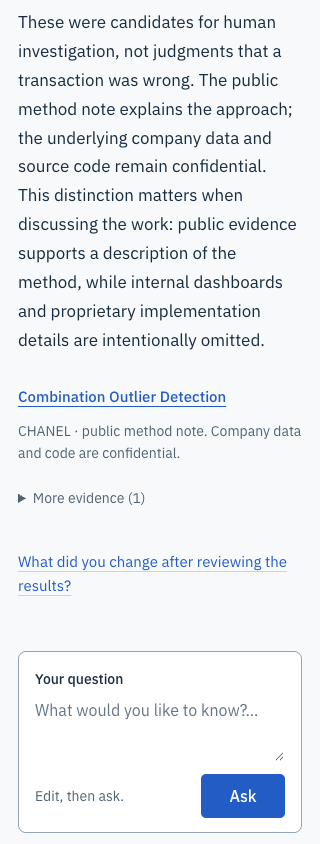 These were candidates for human
investigation, not judgments that a
transaction was wrong. The public
method note explains the approach;
the underlying company data and
source code remain confidential.
This distinction matters when
discussing the work: public evidence
supports a description of the
method, while internal dashboards
and proprietary implementation
details are intentionally omitted.
Combination Outlier Detection
CHANEL · public method note. Company data
and code are confidential.
▶ More evidence (1)
What did you change after reviewing the
results?
Your question
What would you like to know?...
Edit, then ask.
Ask